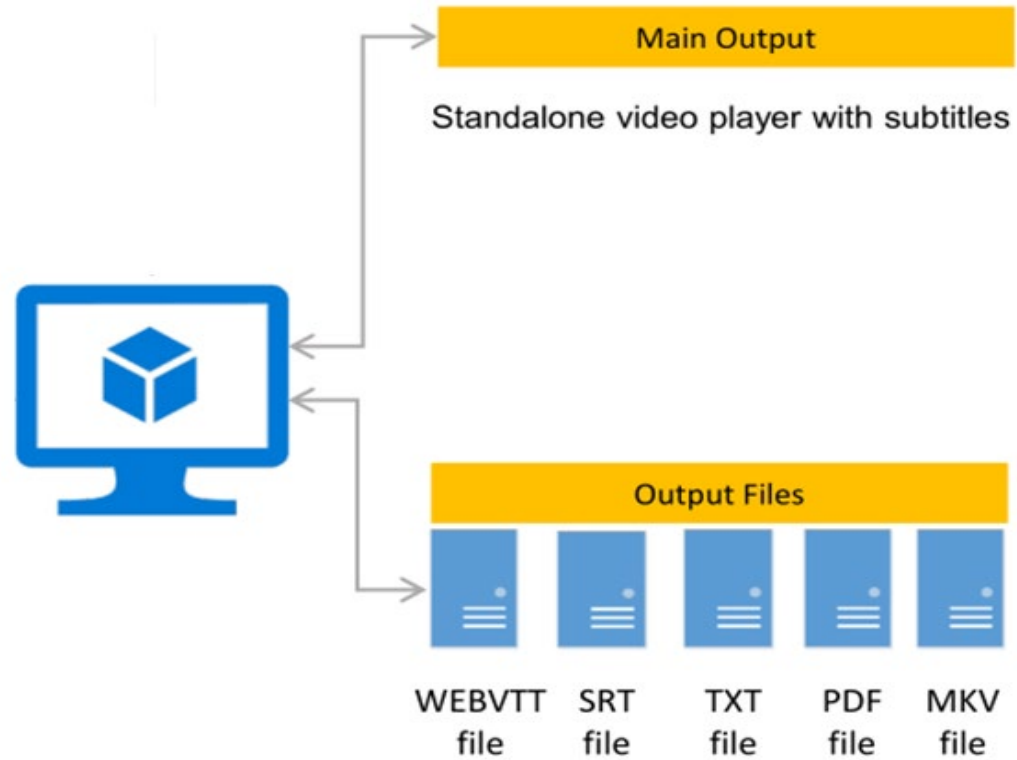 Main Output
Standalone video player with subtitles
Output Files
WEBVTT file
SRT file
TXT file
PDF file
MKV file